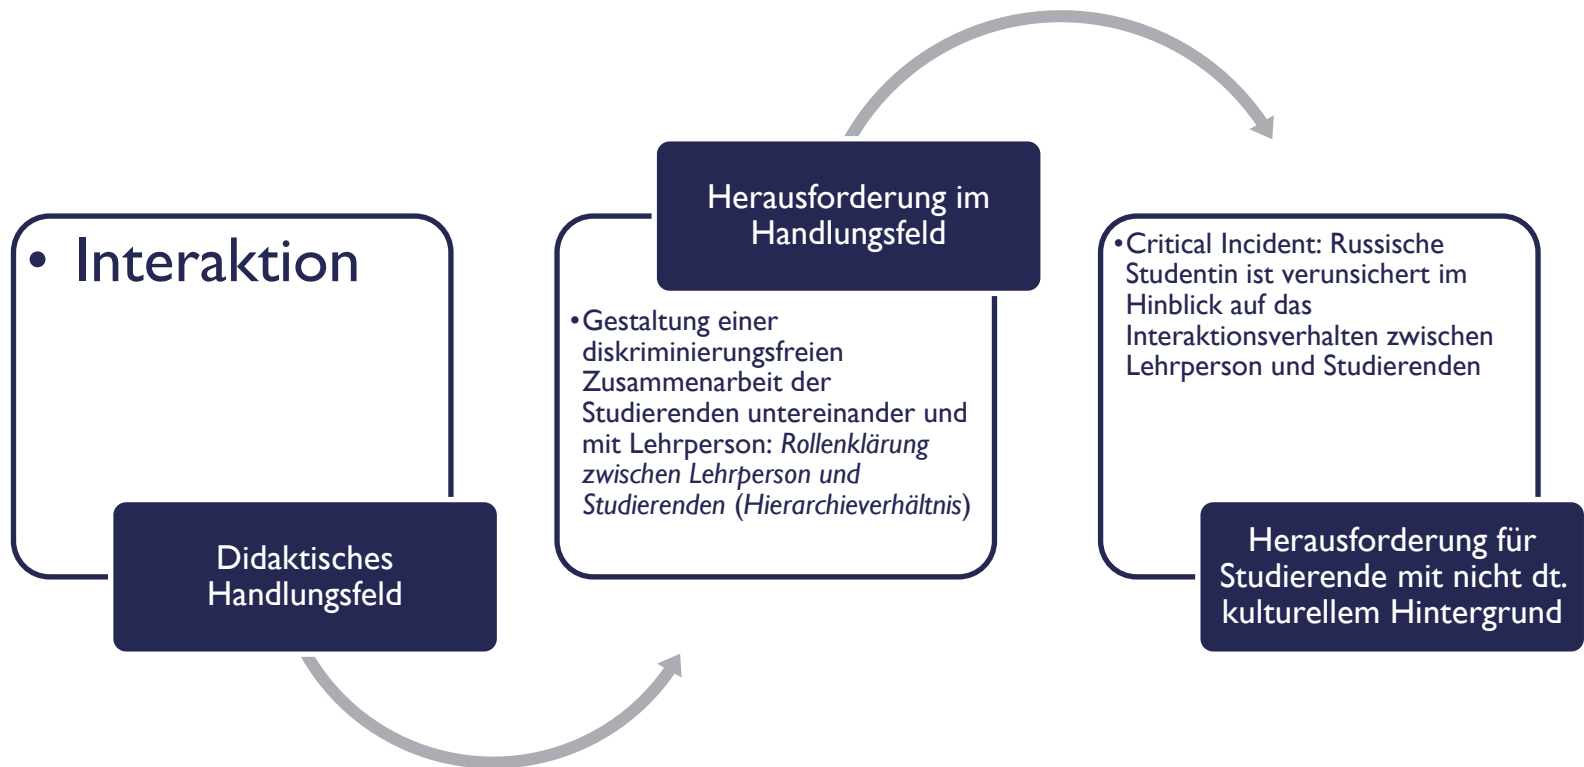 • Interaktion
Didaktisches
Handlungsfeld
Herausforderung im
Handlungsfeld
•Gestaltung einer
diskriminierungsfreien
Zusammenarbeit der
Studierenden untereinander und
mit Lehrperson: Rollenklärung
zwischen Lehrperson und
Studierenden (Hierarchieverhältnis)
•Critical Incident: Russische
Studentin ist verunsichert im
Hinblick auf das
Interaktionsverhalten zwischen
Lehrperson und Studierenden
Herausforderung für
Studierende mit nicht dt.
kulturellem Hintergrund